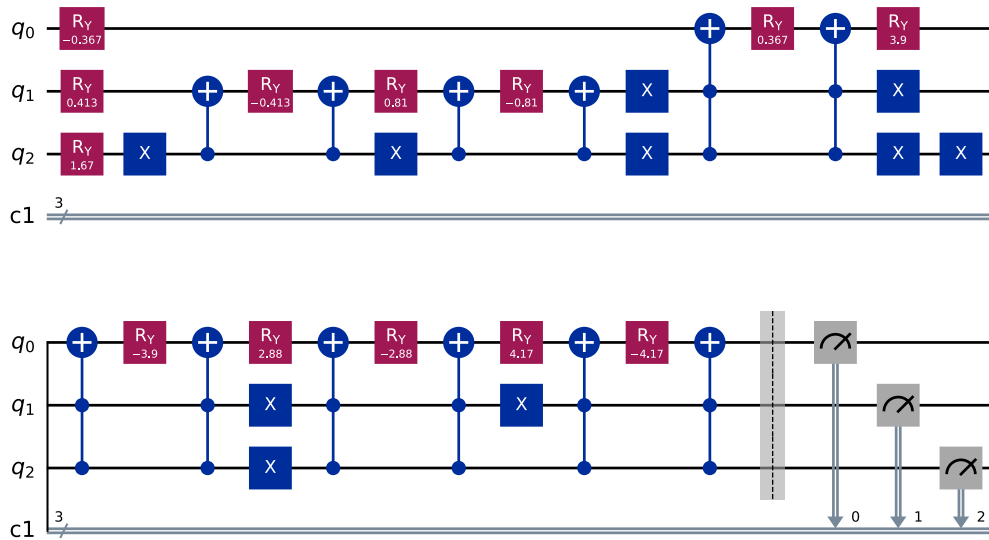 q0 RY -0.367 RY 0.367 RY 3.9
q1 RY 0.413 RY -0.413 RY 0.81 RY -0.81 X X
q2 RY 1.67 X X X X X
c1 3
q0 RY -3.9 RY 2.88 RY -2.88 RY 4.17 RY -4.17
q1 X X
q2 X
c1 3 0 1 2